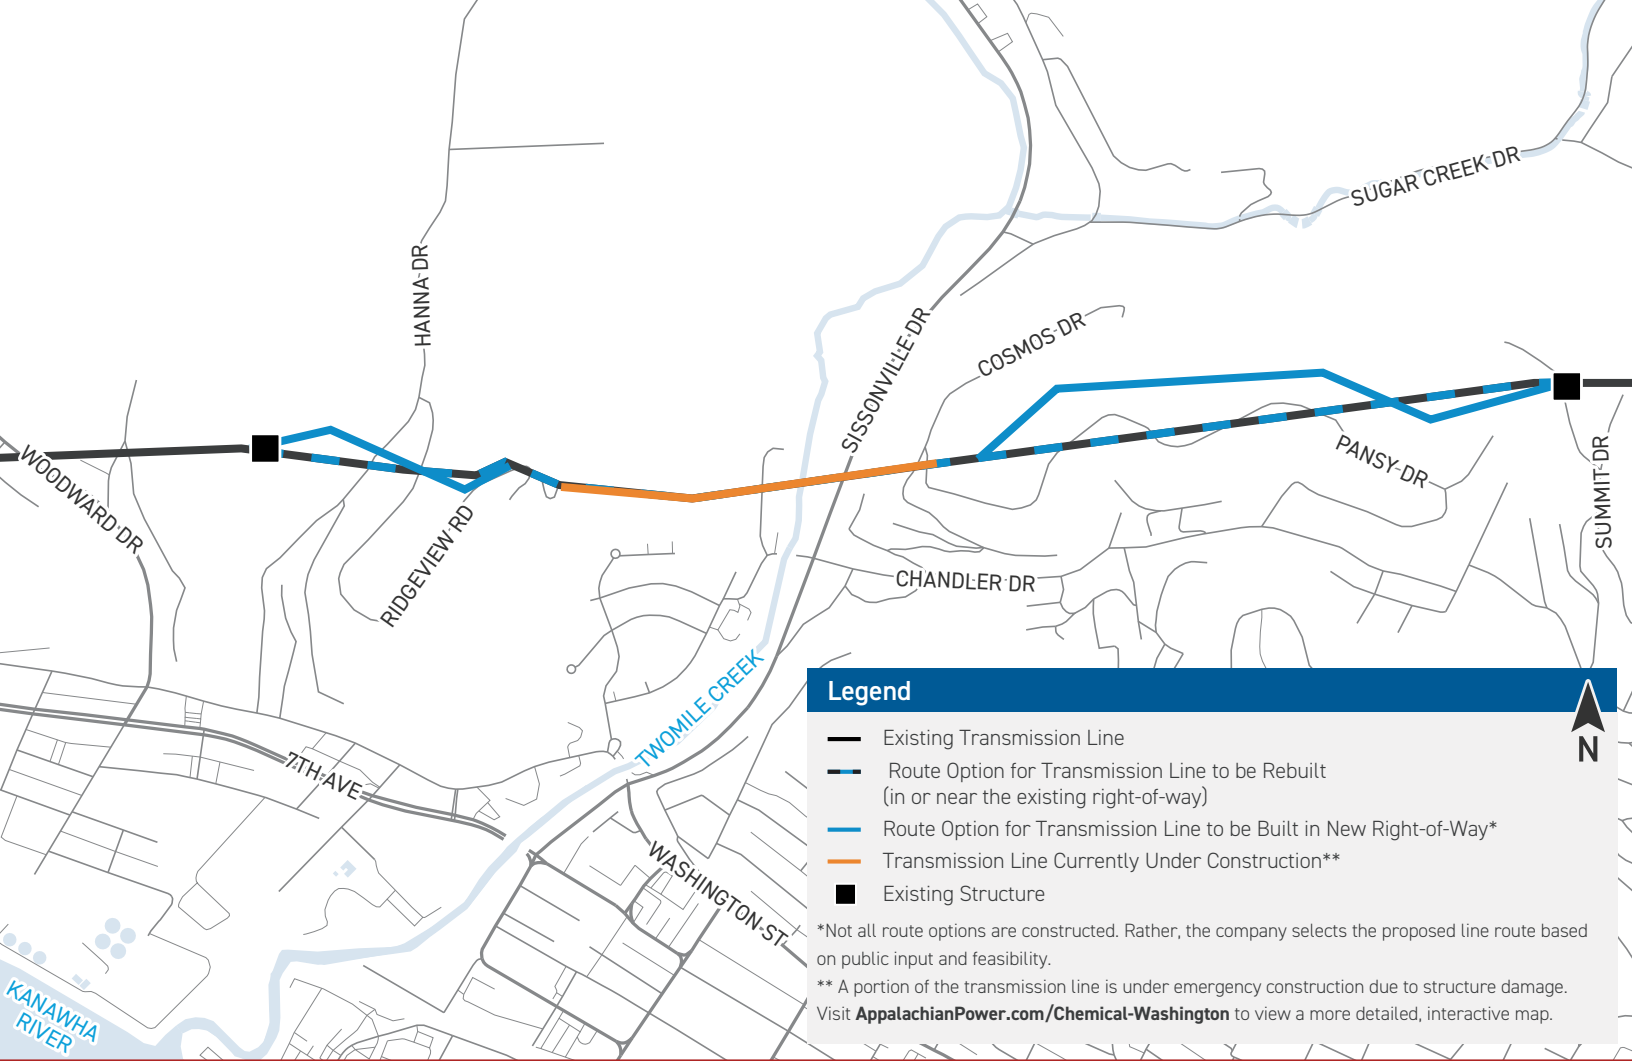 SUGAR CREEK DR
HANNA DR
COSMOS DR
SISSONVILLE DR
WOODWARD DR
PANSY DR
SUMMIT DR
RIDGEVIEW RD
CHANDLER DR
TWOMILE CREEK
7TH AVE
WASHINGTON ST
KANAWHA
RIVER
Legend
N
Existing Transmission Line
Route Option for Transmission Line to be Rebuilt
(in or near the existing right-of-way)
Route Option for Transmission Line to be Built in New Right-of-Way*
Transmission Line Currently Under Construction**
Existing Structure
*Not all route options are constructed. Rather, the company selects the proposed line route based
on public input and feasibility.
** A portion of the transmission line is under emergency construction due to structure damage.
Visit AppalachianPower.com/Chemical-Washington to view a more detailed, interactive map.